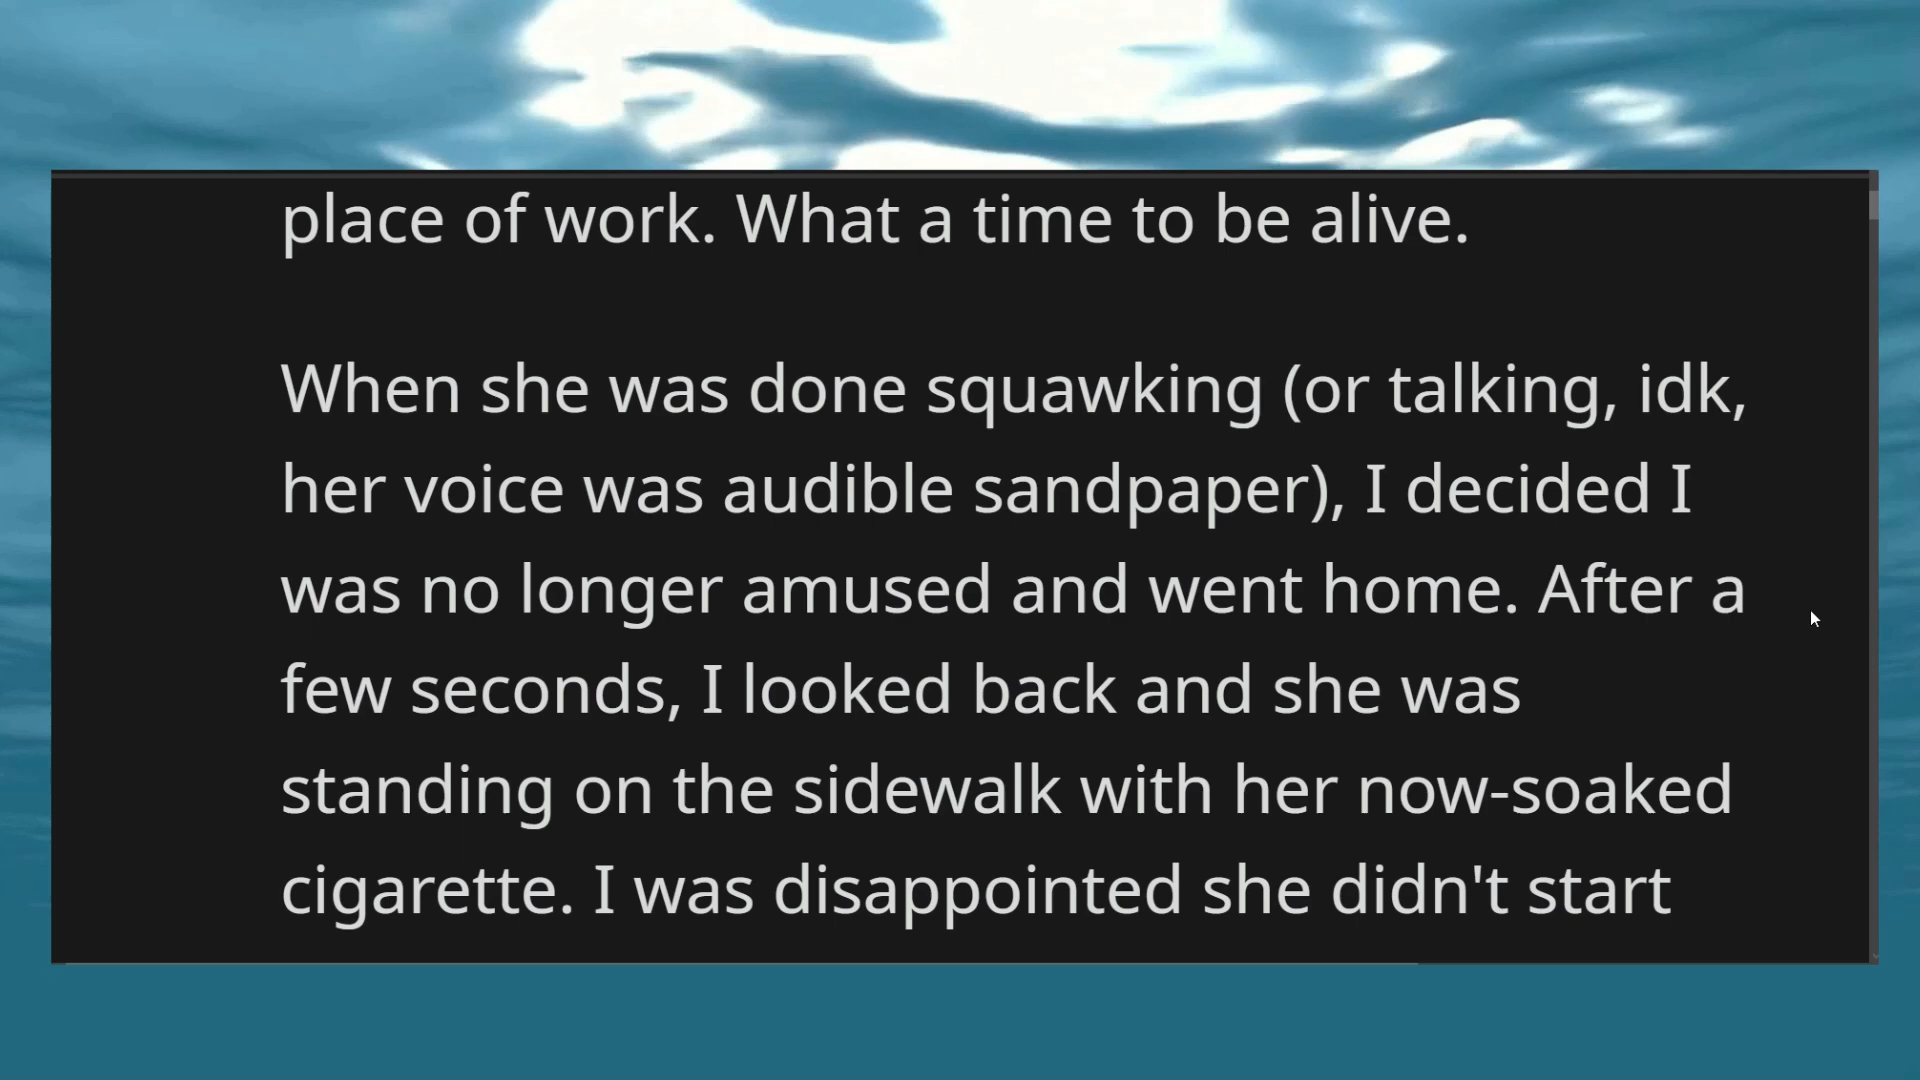 place of work. What a time to be alive.
When she was done squawking (or talking, idk,
her voice was audible sandpaper), I decided I
was no longer amused and went home. After a
few seconds, I looked back and she was
standing on the sidewalk with her now-soaked
cigarette. I was disappointed she didn't start